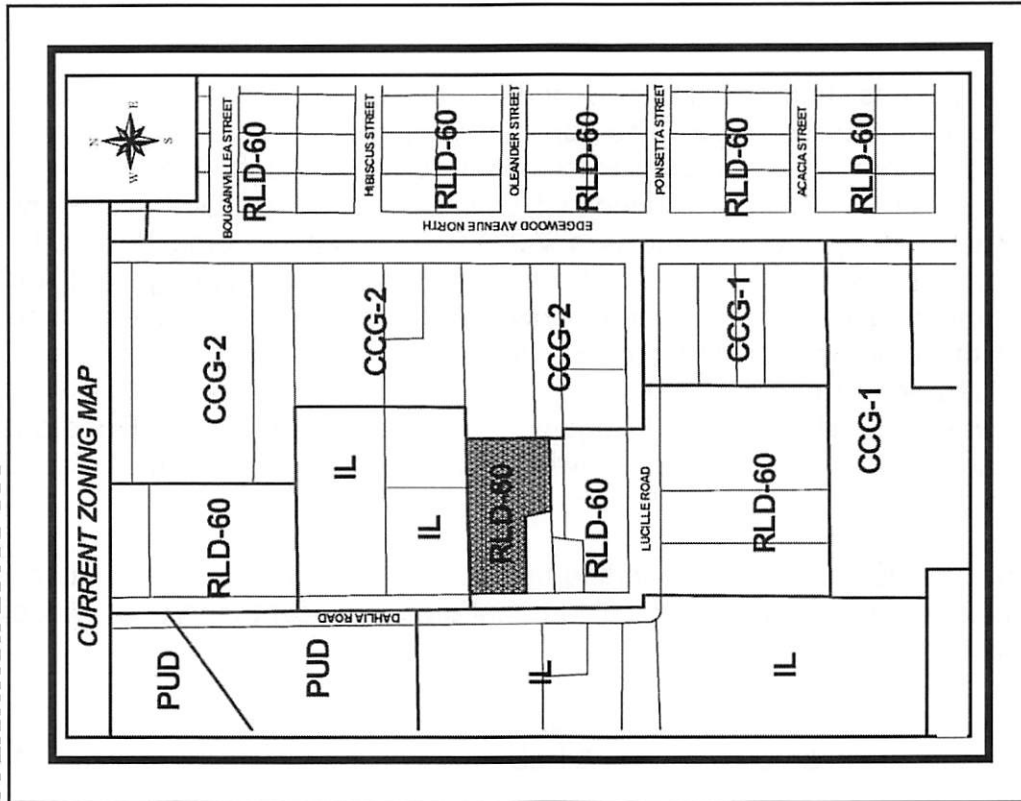 CURRENT ZONING MAP
N
W
E
S
PUD
RLD-60
CCG-2
BOUGAINVILLEA STREET
RLD-60
HIBISCUS STREET
PUD
DAHLIA ROAD
IL
IL
CCG-2
RLD-60
EDGEWOOD AVENUE NORTH
OLEANDER STREET
IL
RLD-60
RLD-60
CCG-2
RLD-60
LUCILLE ROAD
POINSETTA STREET
IL
RLD-60
CCG-1
RLD-60
ACACIA STREET
CCG-1
RLD-60